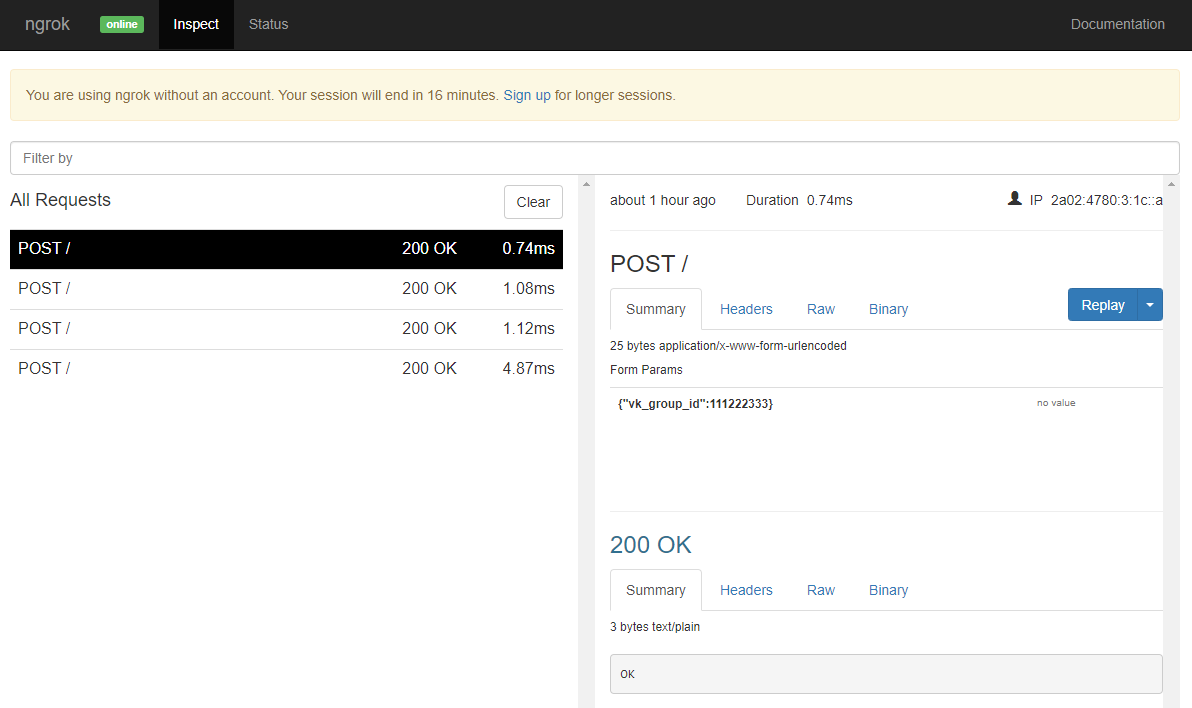 ngrok online Inspect Status Documentation
You are using ngrok without an account. Your session will end in 16 minutes. Sign up for longer sessions.
Filter by
All Requests Clear
POST / 200 OK 0.74ms
POST / 200 OK 1.08ms
POST / 200 OK 1.12ms
POST / 200 OK 4.87ms
about 1 hour ago Duration 0.74ms IP 2a02:4780:3:1c::a
POST /
Summary Headers Raw Binary Replay
25 bytes application/x-www-form-urlencoded
Form Params
{"vk_group_id":111222333} no value
200 OK
Summary Headers Raw Binary
3 bytes text/plain
OK